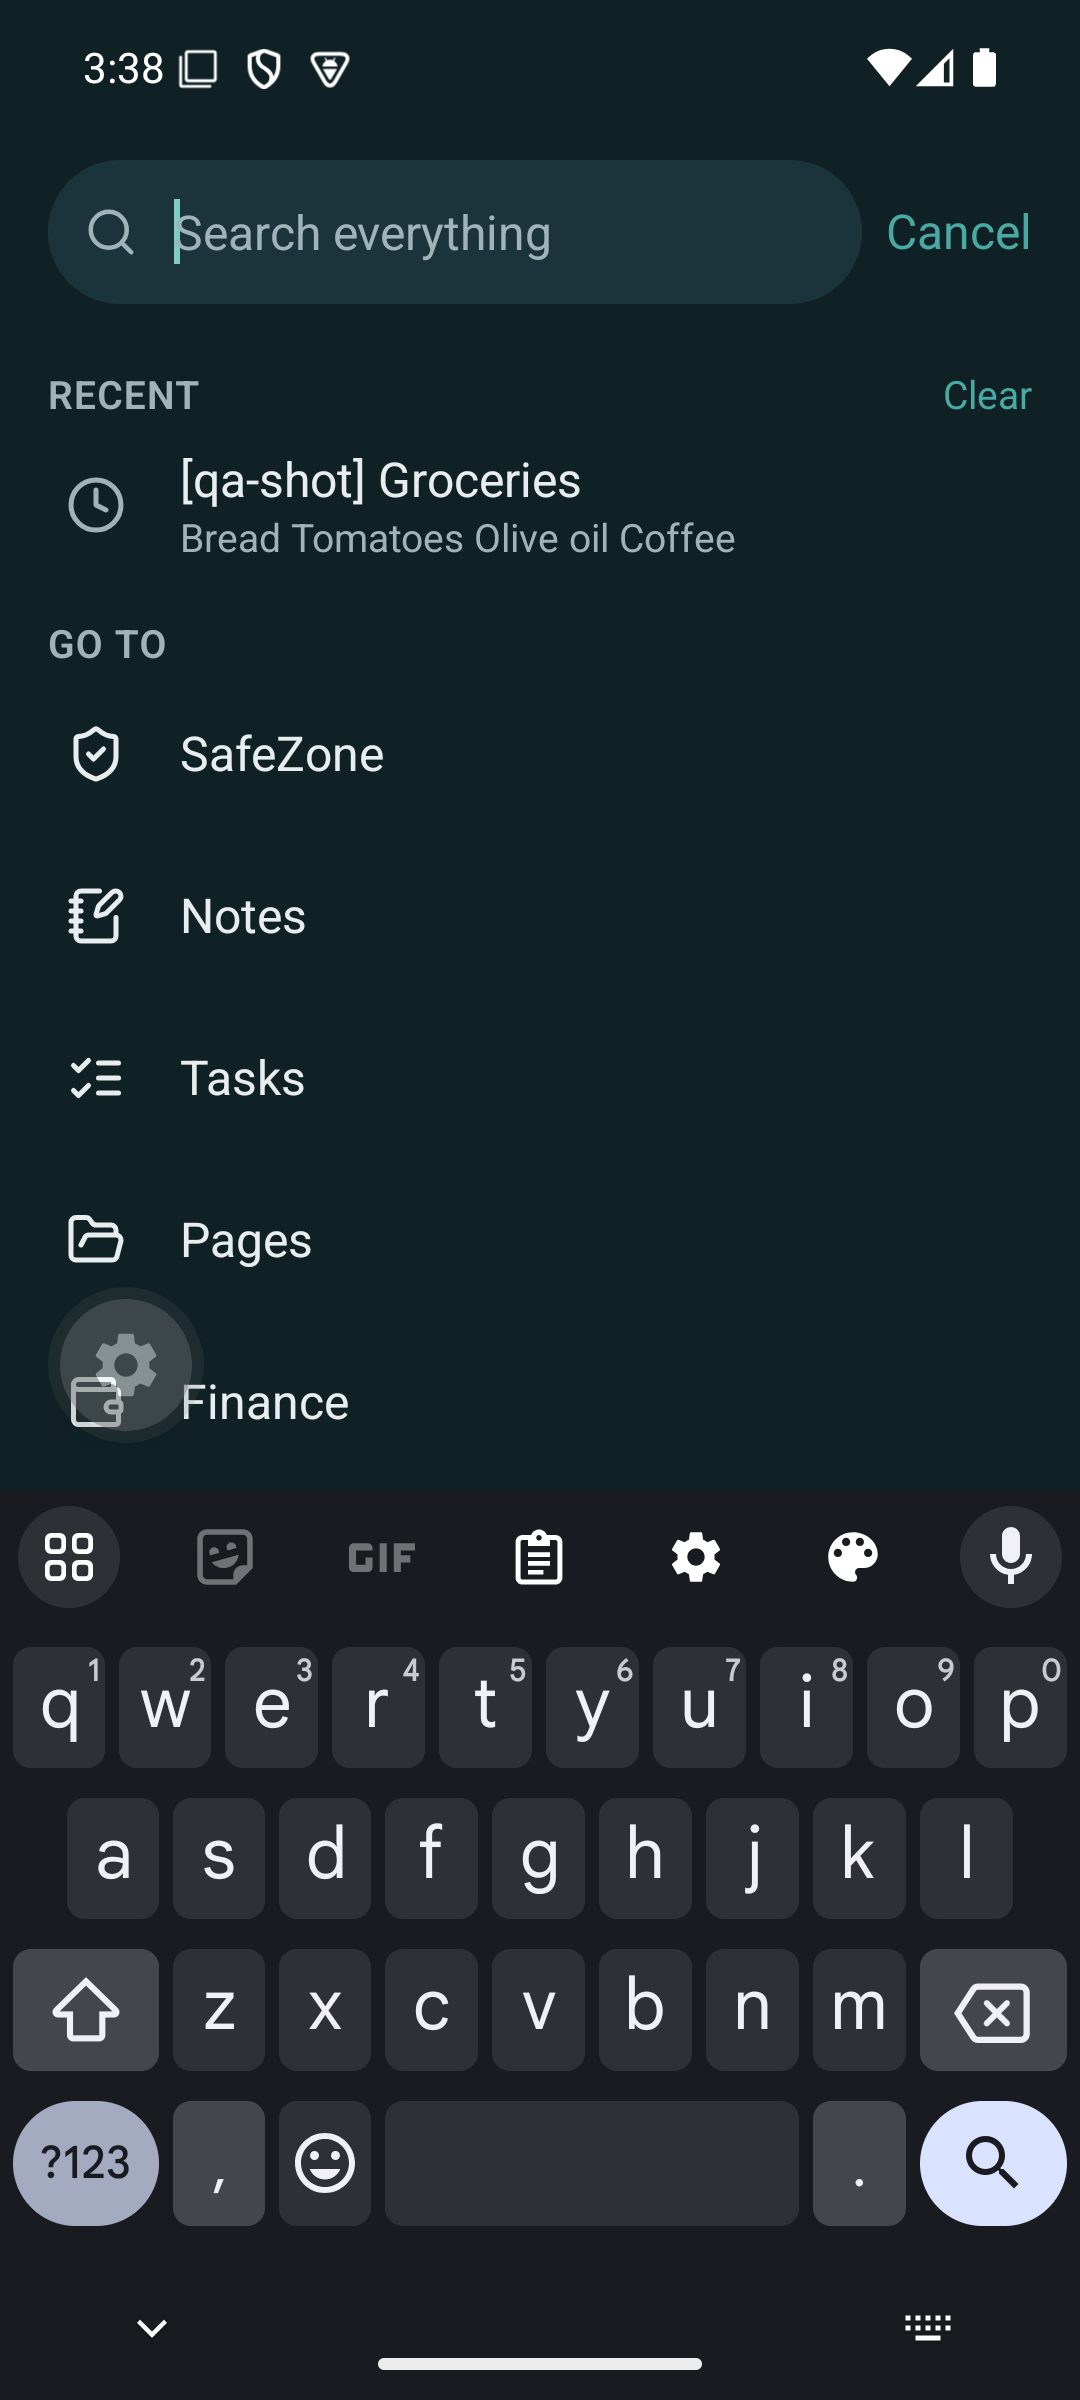 3:38
Search everything
Cancel
RECENT
Clear
[qa-shot] Groceries
Bread Tomatoes Olive oil Coffee
GO TO
SafeZone
Notes
Tasks
Pages
Finance
GIF
q 1 w 2 e 3 r 4 t 5 y 6 u 7 i 8 o 9 p 0
a s d f g h j k l
z x c v b n m
?123 , .